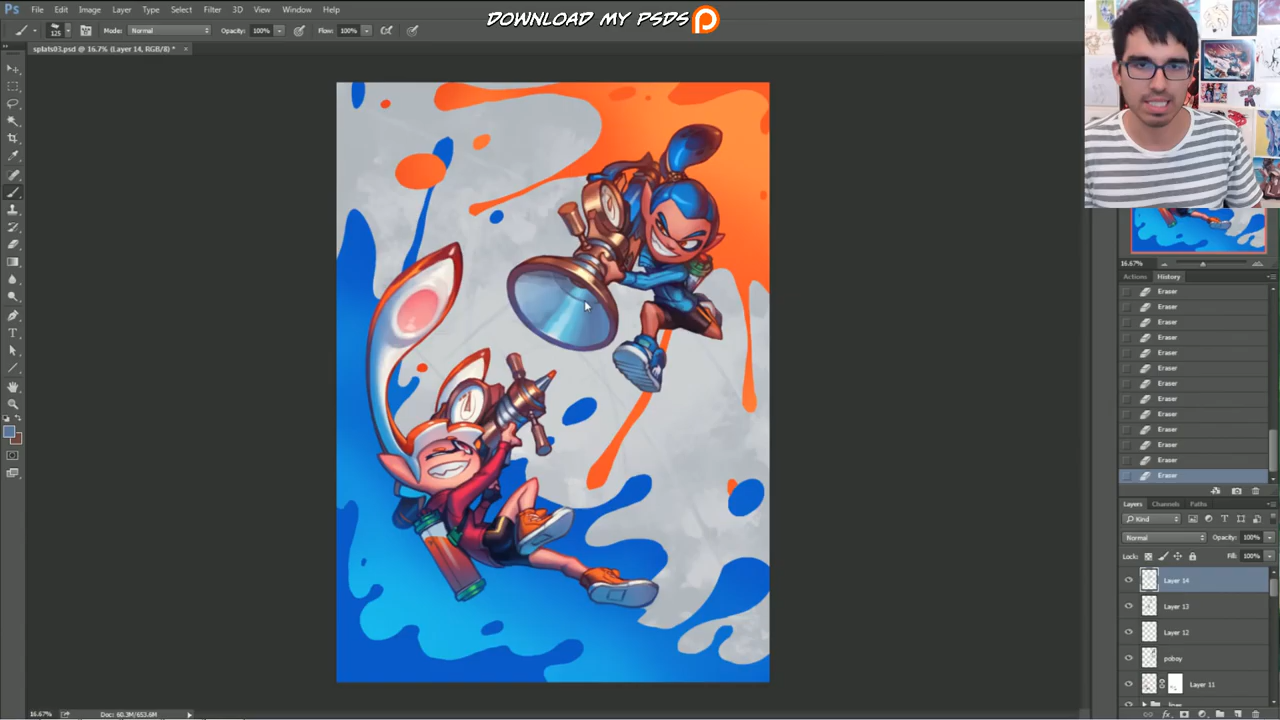 Ps File Edit Image Layer Type Select Filter 3D View Window Help
DOWNLOAD MY PSDS
125 Mode: Normal Opacity: 100% Flow: 100%
splats03.psd @ 16.7% (Layer 14, RGB/8) * ×
16.67%
Actions History
Eraser
Eraser
Eraser
Eraser
Eraser
Eraser
Eraser
Eraser
Eraser
Eraser
Eraser
Eraser
Eraser
Layers Channels Paths
Kind
Normal Opacity: 100%
Lock: Fill: 100%
Layer 14
Layer 13
Layer 12
poboy
Layer 11
lines
16.67% Doc: 60.3M/653.6M